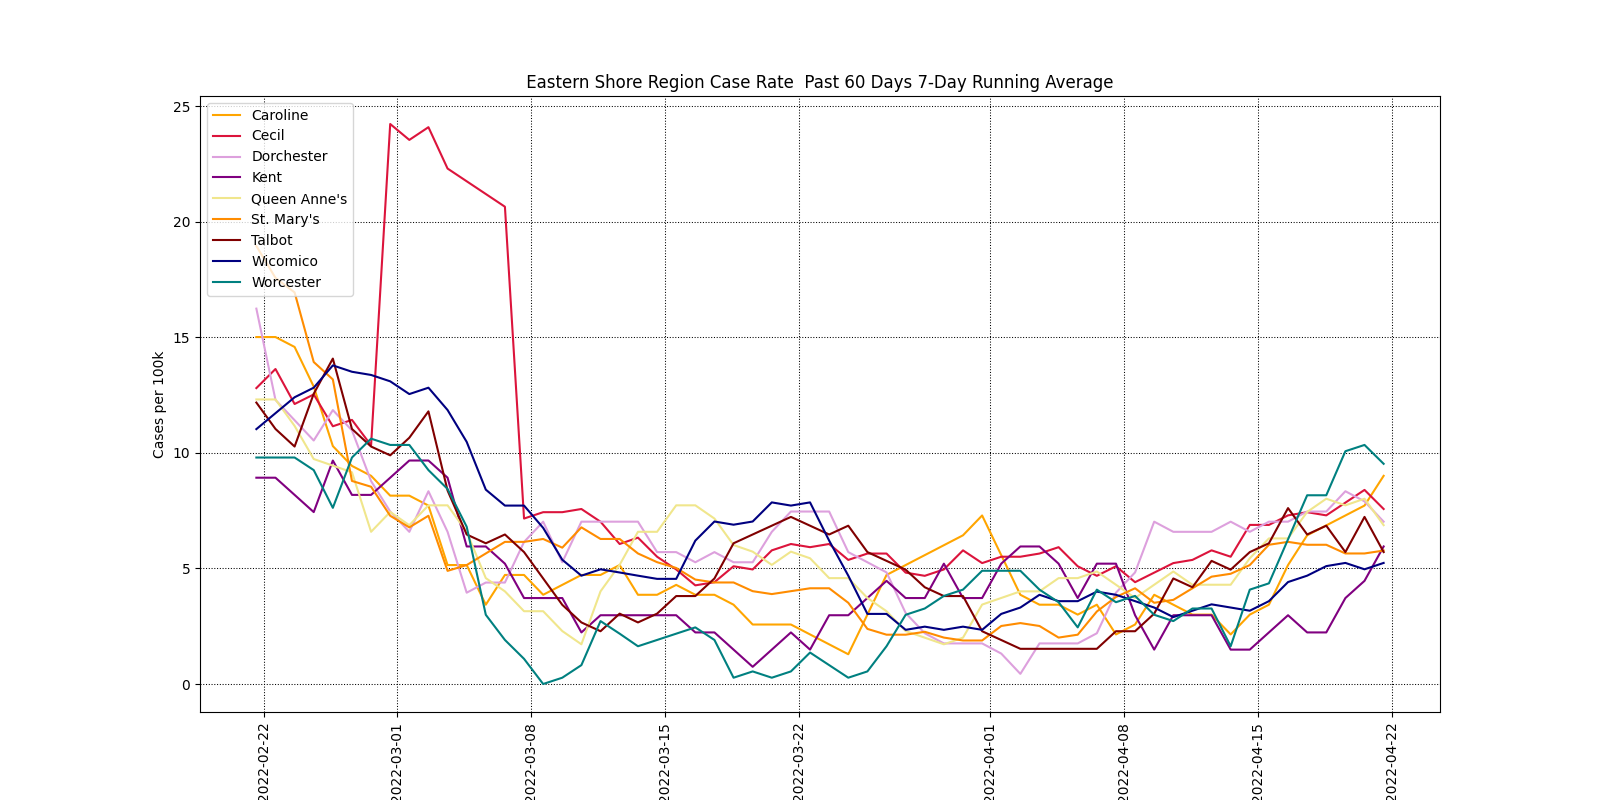 Eastern Shore Region Case Rate  Past 60 Days 7-Day Running Average
25
20
15
10
5
0
Cases per 100k
Caroline
Cecil
Dorchester
Kent
Queen Anne's
St. Mary's
Talbot
Wicomico
Worcester
2022-02-22
2022-03-01
2022-03-08
2022-03-15
2022-03-22
2022-04-01
2022-04-08
2022-04-15
2022-04-22